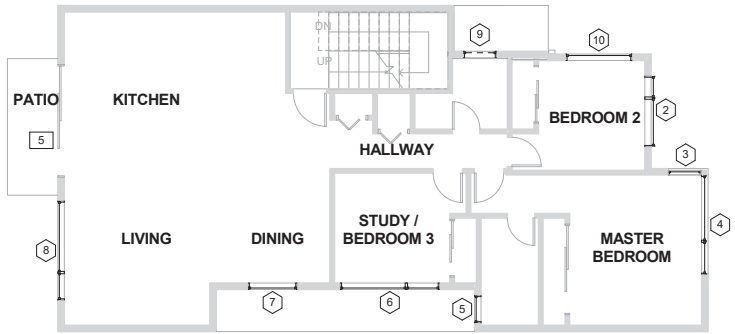 DN
9
10
UP
PATIO
KITCHEN
BEDROOM 2
2
5
HALLWAY
3
STUDY /
BEDROOM 3
4
8
LIVING
DINING
MASTER
BEDROOM
7
6
5